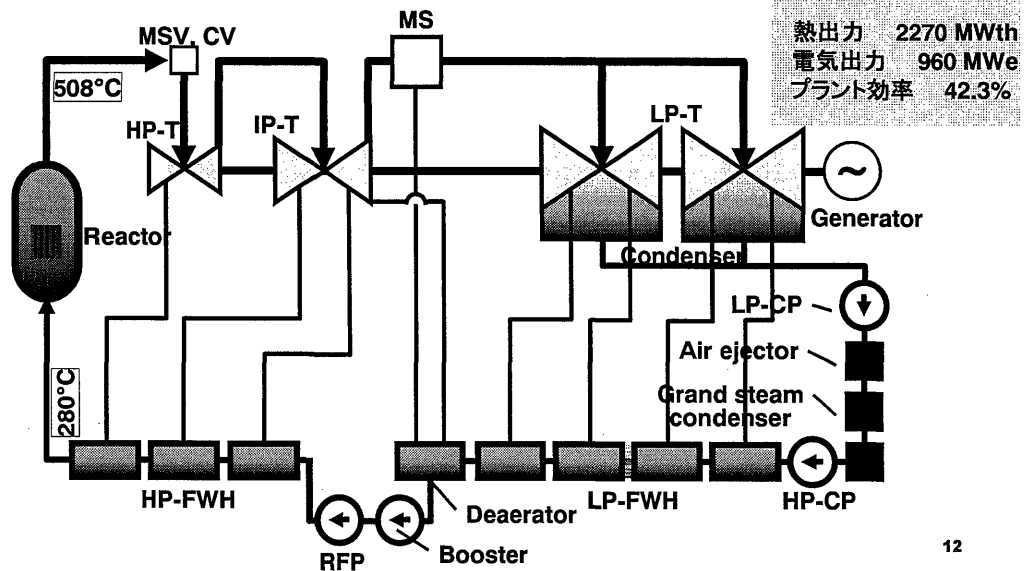 MS
熱出力 2270 MWth
電気出力 960 MWe
プラント効率 42.3%
MSV, CV
508°C
HP-T
IP-T
LP-T
~
Reactor
Generator
Condenser
LP-CP
Air ejector
Grand steam
condenser
280°C
HP-FWH
LP-FWH
HP-CP
Deaerator
Booster
RFP
12